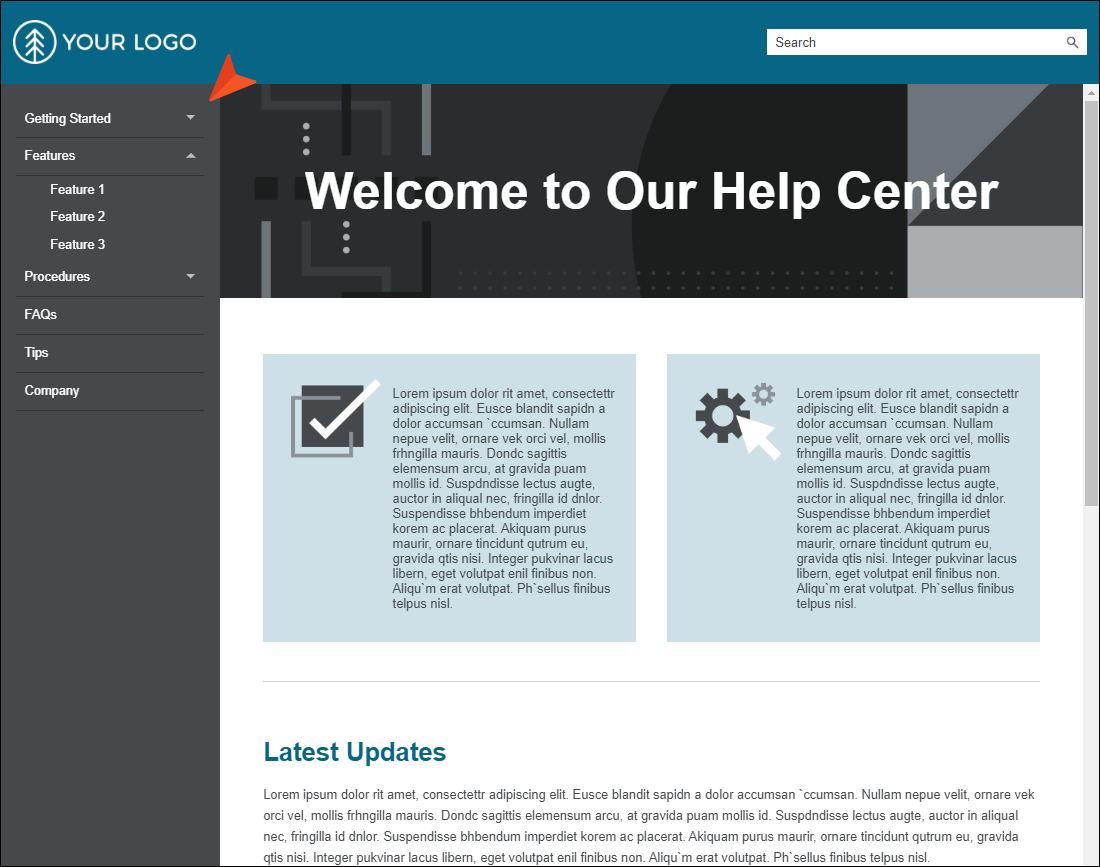 YOUR LOGO
Search
Getting Started
Features
Feature 1
Feature 2
Feature 3
Procedures
FAQs
Tips
Company
Welcome to Our Help Center
Lorem ipsum dolor rit amet, consectettr
adipiscing elit. Eusce blandit sapidn a
dolor accumsan `ccumsan. Nullam
nepue velit, ornare vek orci vel, mollis
frhngilla mauris. Dondc sagittis
elemensum arcu, at gravida puam
mollis id. Suspdndisse lectus augte,
auctor in aliqual nec, fringilla id dnlor.
Suspendisse bhbendum imperdiet
korem ac placerat. Akiquam purus
maurir, ornare tincidunt qutrum eu,
gravida qtis nisi. Integer pukvinar lacus
libern, eget volutpat enil finibus non.
Aliqu`m erat volutpat. Ph`sellus finibus
telpus nisl.
Lorem ipsum dolor rit amet, consectettr
adipiscing elit. Eusce blandit sapidn a
dolor accumsan `ccumsan. Nullam
nepue velit, ornare vek orci vel, mollis
frhngilla mauris. Dondc sagittis
elemensum arcu, at gravida puam
mollis id. Suspdndisse lectus augte,
auctor in aliqual nec, fringilla id dnlor.
Suspendisse bhbendum imperdiet
korem ac placerat. Akiquam purus
maurir, ornare tincidunt qutrum eu,
gravida qtis nisi. Integer pukvinar lacus
libern, eget volutpat enil finibus non.
Aliqu`m erat volutpat. Ph`sellus finibus
telpus nisl.
Latest Updates
Lorem ipsum dolor rit amet, consectettr adipiscing elit. Eusce blandit sapidn a dolor accumsan `ccumsan. Nullam nepue velit, ornare vek
orci vel, mollis frhngilla mauris. Dondc sagittis elemensum arcu, at gravida puam mollis id. Suspdndisse lectus augte, auctor in aliqual
nec, fringilla id dnlor. Suspendisse bhbendum imperdiet korem ac placerat. Akiquam purus maurir, ornare tincidunt qutrum eu, gravida
qtis nisi. Integer pukvinar lacus libern, eget volutpat enil finibus non. Aliqu`m erat volutpat. Ph`sellus finibus telpus nisl.